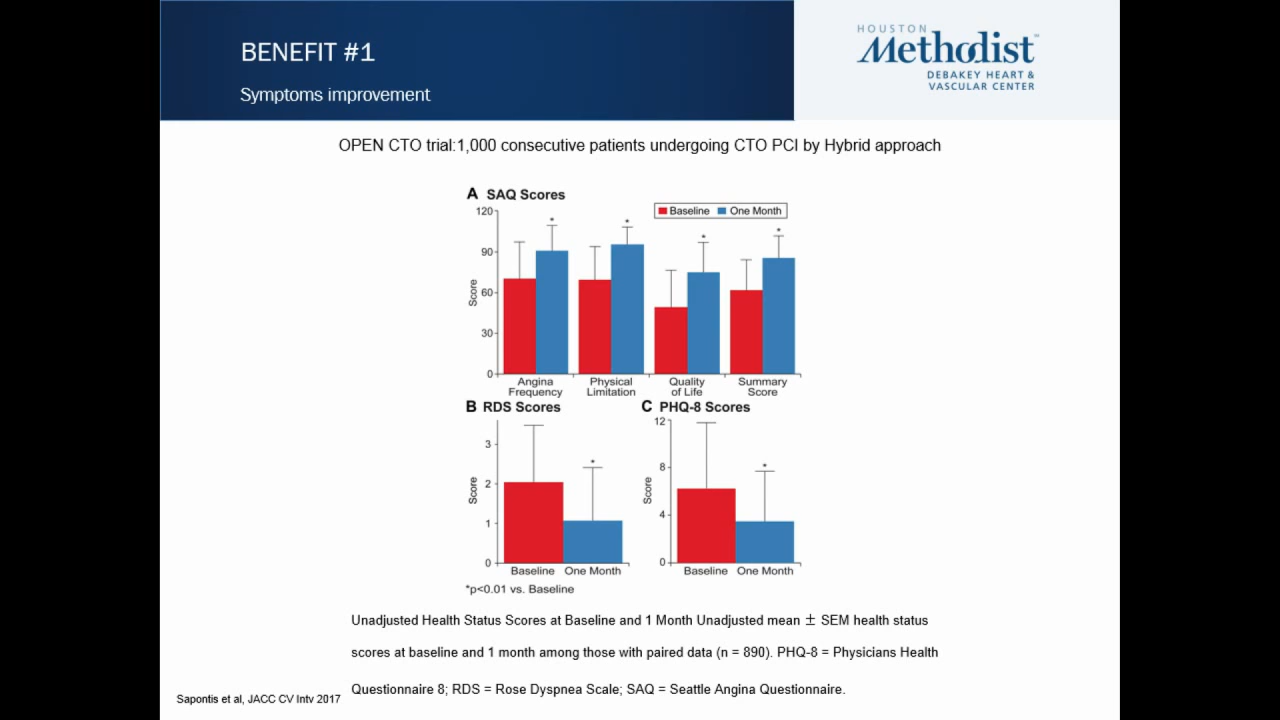 BENEFIT #1
Symptoms improvement
HOUSTON
Methodist
DEBAKEY HEART &
VASCULAR CENTER
OPEN CTO trial:1,000 consecutive patients undergoing CTO PCI by Hybrid approach
A SAQ Scores
Baseline One Month
120
90
60
30
0
Score
* * * *
Angina Frequency
Physical Limitation
Quality of Life
Summary Score
B RDS Scores
3
2
1
0
Score
*
Baseline One Month
C PHQ-8 Scores
12
8
4
0
Score
*
Baseline One Month
*p<0.01 vs. Baseline
Unadjusted Health Status Scores at Baseline and 1 Month Unadjusted mean ± SEM health status
scores at baseline and 1 month among those with paired data (n = 890). PHQ-8 = Physicians Health
Questionnaire 8; RDS = Rose Dyspnea Scale; SAQ = Seattle Angina Questionnaire.
Sapontis et al, JACC CV Intv 2017